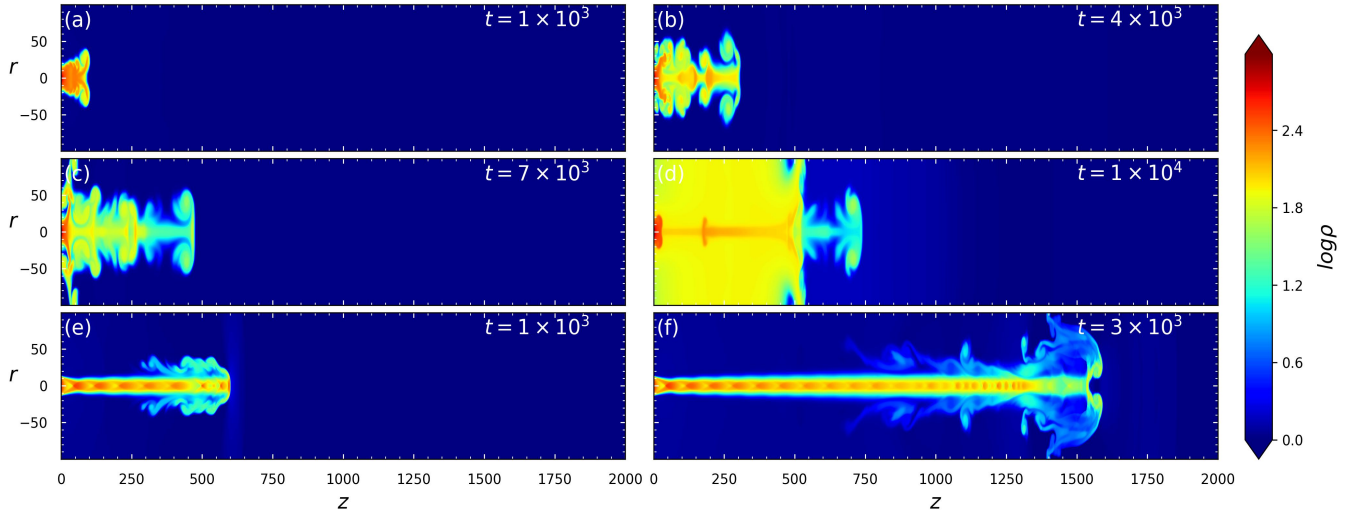 (a) t = 1 × 10³
(b) t = 4 × 10³
50
r 0
−50
(c) t = 7 × 10³
(d) t = 1 × 10⁴
50
r 0
−50
(e) t = 1 × 10³
(f) t = 3 × 10³
50
r 0
−50
0 250 500 750 1000 1250 1500 1750 2000
z
0 250 500 750 1000 1250 1500 1750 2000
z
2.4
1.8
1.2
0.6
0.0
logρ